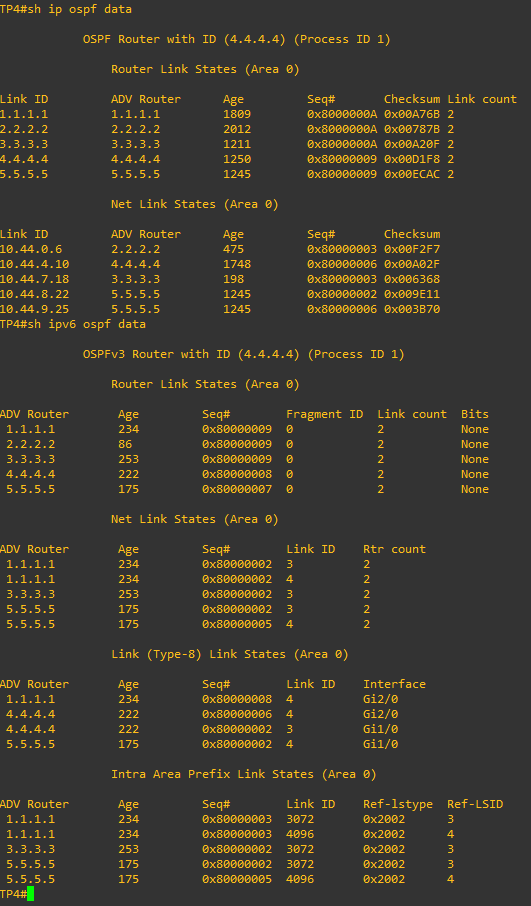 TP4#sh ip ospf data
OSPF Router with ID (4.4.4.4) (Process ID 1)
Router Link States (Area 0)
Link ID ADV Router Age Seq# Checksum Link count
1.1.1.1 1.1.1.1 1809 0x8000000A 0x00A76B 2
2.2.2.2 2.2.2.2 2012 0x8000000A 0x00787B 2
3.3.3.3 3.3.3.3 1211 0x8000000A 0x00A20F 2
4.4.4.4 4.4.4.4 1250 0x80000009 0x00D1F8 2
5.5.5.5 5.5.5.5 1245 0x80000009 0x00ECAC 2
Net Link States (Area 0)
Link ID ADV Router Age Seq# Checksum
10.44.0.6 2.2.2.2 475 0x80000003 0x00F2F7
10.44.4.10 4.4.4.4 1748 0x80000006 0x00A02F
10.44.7.18 3.3.3.3 198 0x80000003 0x006368
10.44.8.22 5.5.5.5 1245 0x80000002 0x009E11
10.44.9.25 5.5.5.5 1245 0x80000006 0x003B70
TP4#sh ipv6 ospf data
OSPFv3 Router with ID (4.4.4.4) (Process ID 1)
Router Link States (Area 0)
ADV Router Age Seq# Fragment ID Link count Bits
1.1.1.1 234 0x80000009 0 2 None
2.2.2.2 86 0x80000009 0 2 None
3.3.3.3 253 0x80000009 0 2 None
4.4.4.4 222 0x80000008 0 2 None
5.5.5.5 175 0x80000007 0 2 None
Net Link States (Area 0)
ADV Router Age Seq# Link ID Rtr count
1.1.1.1 234 0x80000002 3 2
1.1.1.1 234 0x80000002 4 2
3.3.3.3 253 0x80000002 3 2
5.5.5.5 175 0x80000002 3 2
5.5.5.5 175 0x80000005 4 2
Link (Type-8) Link States (Area 0)
ADV Router Age Seq# Link ID Interface
1.1.1.1 234 0x80000008 4 Gi2/0
4.4.4.4 222 0x80000006 4 Gi2/0
4.4.4.4 222 0x80000002 3 Gi1/0
5.5.5.5 175 0x80000002 4 Gi1/0
Intra Area Prefix Link States (Area 0)
ADV Router Age Seq# Link ID Ref-lstype Ref-LSID
1.1.1.1 234 0x80000003 3072 0x2002 3
1.1.1.1 234 0x80000003 4096 0x2002 4
3.3.3.3 253 0x80000002 3072 0x2002 3
5.5.5.5 175 0x80000002 3072 0x2002 3
5.5.5.5 175 0x80000005 4096 0x2002 4
TP4#